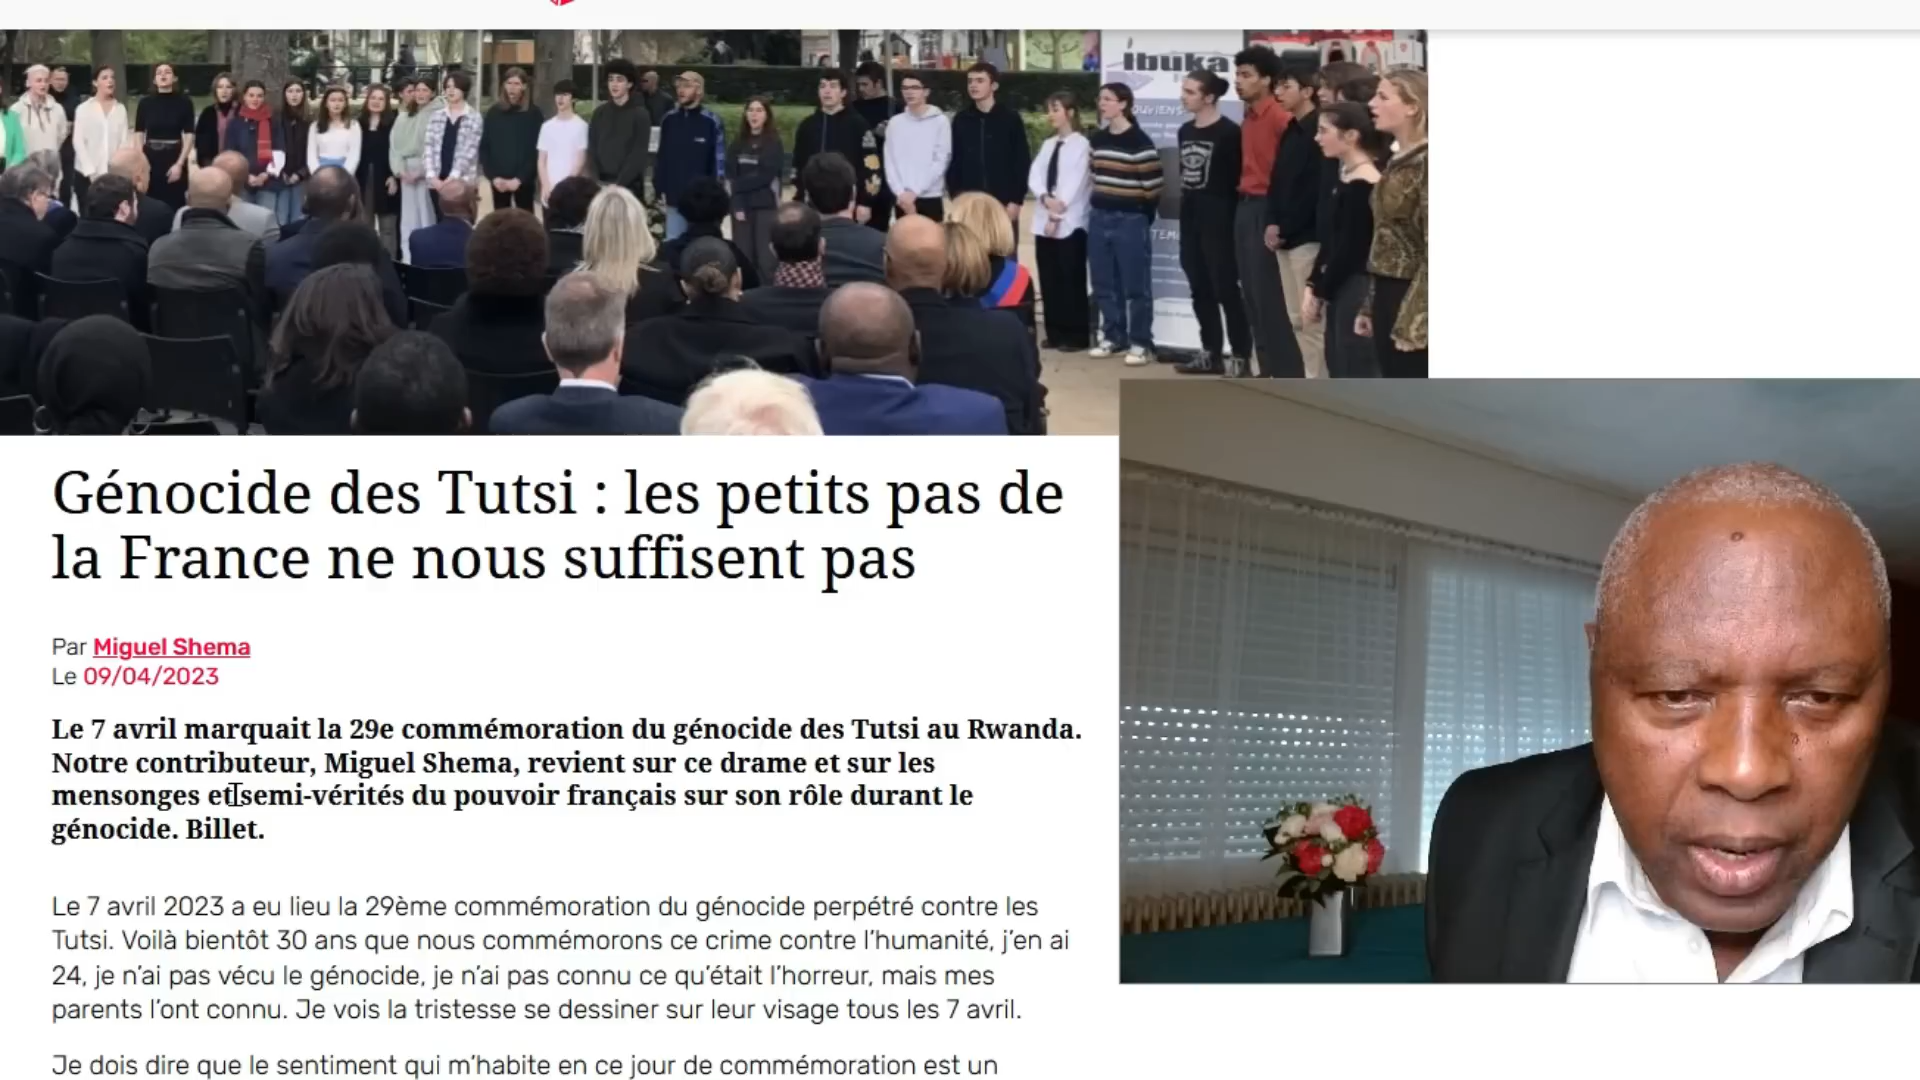 Ibuka
Génocide des Tutsi : les petits pas de
la France ne nous suffisent pas
Par Miguel Shema
Le 09/04/2023
Le 7 avril marquait la 29e commémoration du génocide des Tutsi au Rwanda.
Notre contributeur, Miguel Shema, revient sur ce drame et sur les
mensonges et semi-vérités du pouvoir français sur son rôle durant le
génocide. Billet.
Le 7 avril 2023 a eu lieu la 29ème commémoration du génocide perpétré contre les
Tutsi. Voilà bientôt 30 ans que nous commémorons ce crime contre l’humanité, j’en ai
24, je n’ai pas vécu le génocide, je n’ai pas connu ce qu’était l’horreur, mais mes
parents l’ont connu. Je vois la tristesse se dessiner sur leur visage tous les 7 avril.
Je dois dire que le sentiment qui m’habite en ce jour de commémoration est un